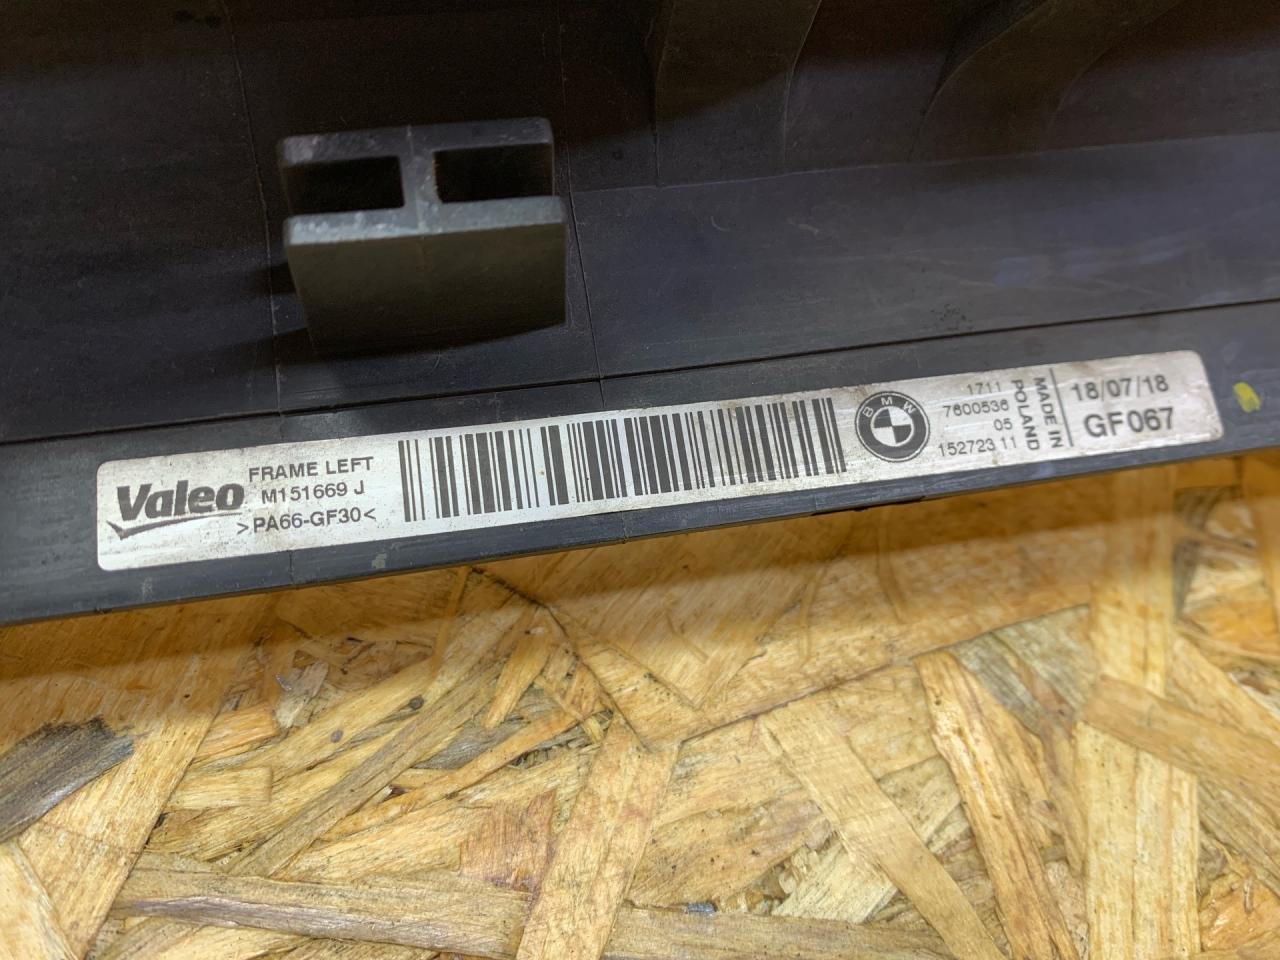 Valeo
FRAME LEFT
M151669 J
>PA66-GF30<
BMW
1711
7600536
05
152723 11
MADE IN
POLAND
18/07/18
GF067